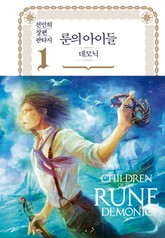 전민희
장편
판타지
1
룬의 아이들
데모닉
CHILDREN
OF THE
RUNE
DEMONIC